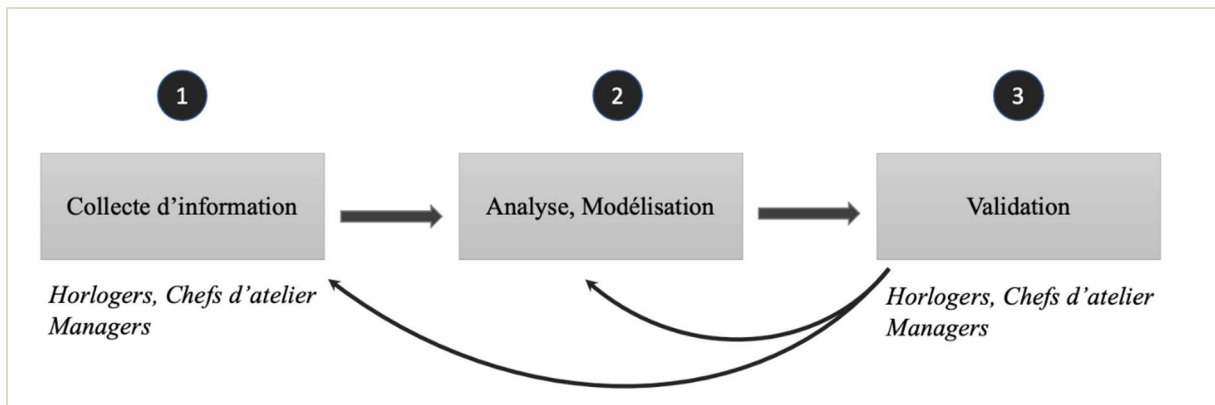 1
2
3
Collecte d’information
Analyse, Modélisation
Validation
Horlogers, Chefs d’atelier
Managers
Horlogers, Chefs d’atelier
Managers